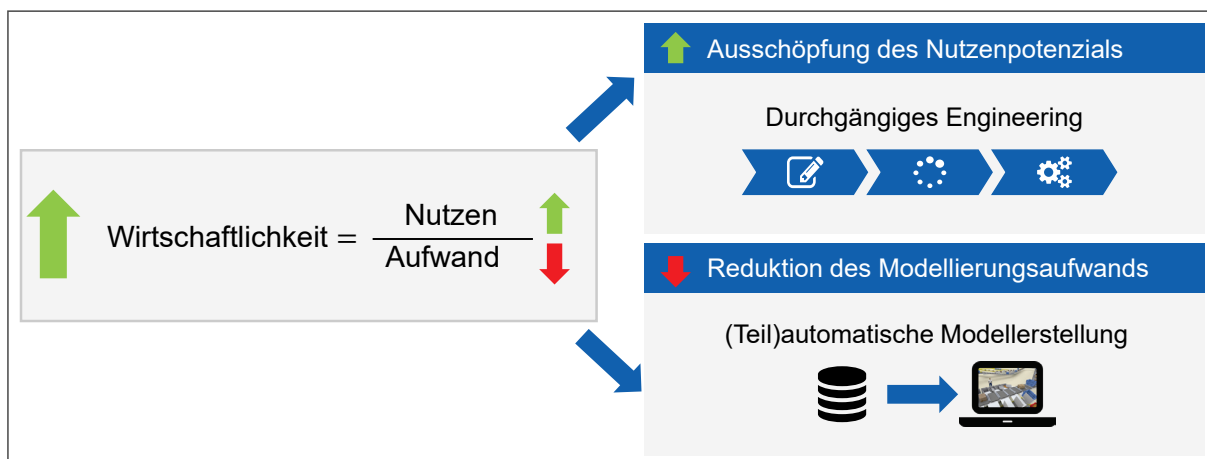 Wirtschaftlichkeit = Nutzen
Aufwand
Ausschöpfung des Nutzenpotenzials
Durchgängiges Engineering
Reduktion des Modellierungsaufwands
(Teil)automatische Modellerstellung